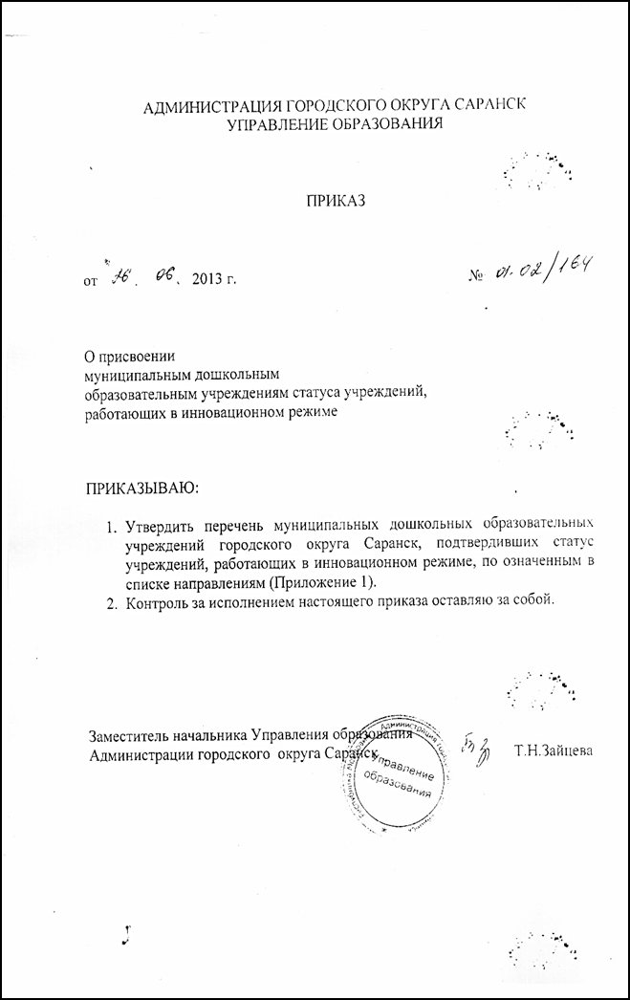 АДМИНИСТРАЦИЯ ГОРОДСКОГО ОКРУГА САРАНСК
УПРАВЛЕНИЕ ОБРАЗОВАНИЯ
ПРИКАЗ
от 26. 06. 2013 г. № 01.02/164
О присвоении
муниципальным дошкольным
образовательным учреждениям статуса учреждений,
работающих в инновационном режиме
ПРИКАЗЫВАЮ:
1. Утвердить перечень муниципальных дошкольных образовательных
учреждений городского округа Саранск, подтвердивших статус
учреждений, работающих в инновационном режиме, по означенным в
списке направлениям (Приложение 1).
2. Контроль за исполнением настоящего приказа оставляю за собой.
Заместитель начальника Управления образования
Администрации городского округа Саранск Т.Н.Зайцева
Администрация
Управление
образования